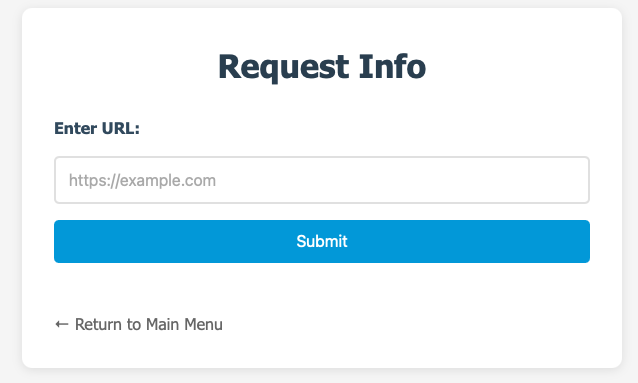 Request Info
Enter URL:
https://example.com
Submit
← Return to Main Menu